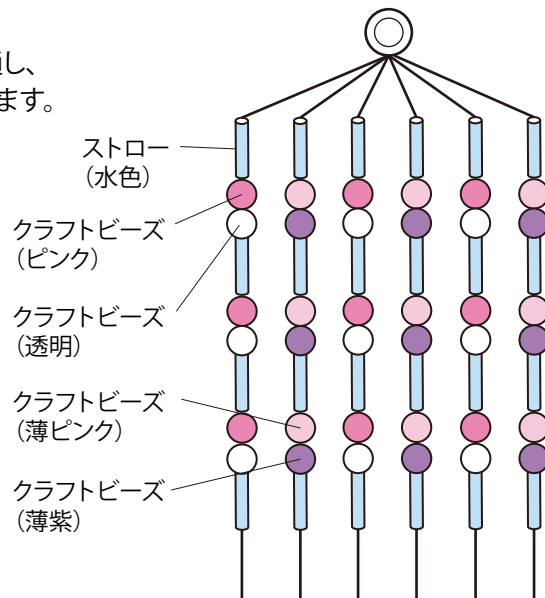 し、
ます。
ストロー
(水色)
クラフトビーズ
(ピンク)
クラフトビーズ
(透明)
クラフトビーズ
(薄ピンク)
クラフトビーズ
(薄紫)